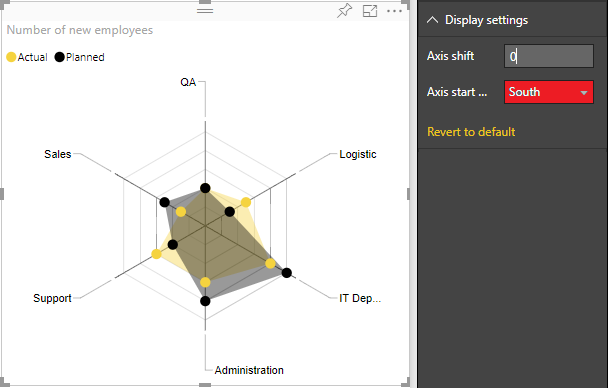 Number of new employees
Actual Planned
QA
Sales
Logistic
Support
IT Dep...
Administration
Display settings
Axis shift 0
Axis start ... South
Revert to default